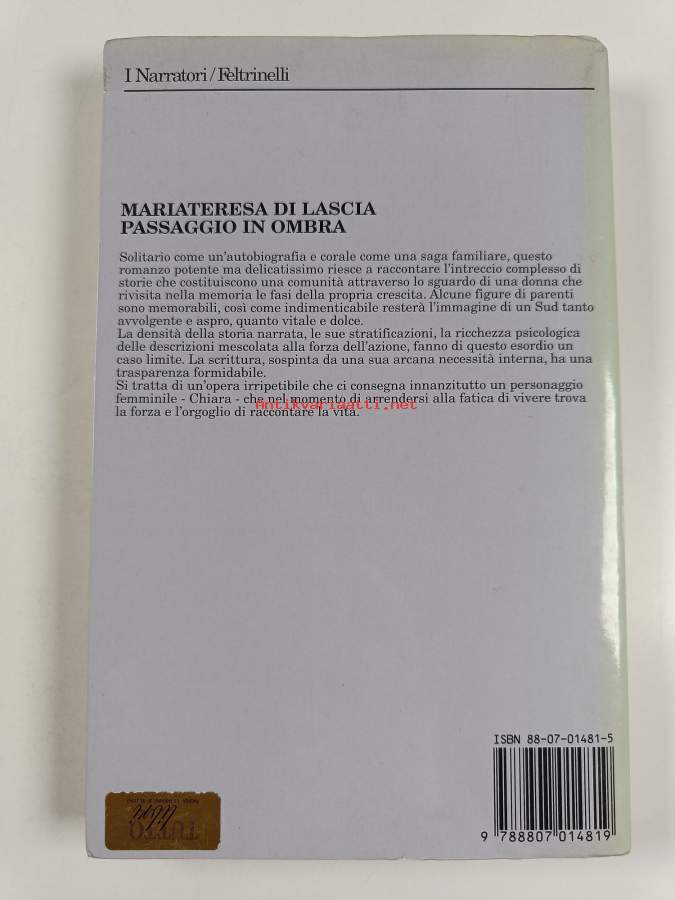 I Narratori / Feltrinelli
MARIATERESA DI LASCIA
PASSAGGIO IN OMBRA
Solitario come un'autobiografia e corale come una saga familiare, questo
romanzo potente ma delicatissimo riesce a raccontare l'intreccio complesso di
storie che costituiscono una comunità attraverso lo sguardo di una donna che
rivisita nella memoria le fasi della propria crescita. Alcune figure di parenti
sono memorabili, così come indimenticabile resterà l'immagine di un Sud tanto
avvolgente e aspro, quanto vitale e dolce.
La densità della storia narrata, le sue stratificazioni, la ricchezza psicologica
delle descrizioni mescolata alla forza dell'azione, fanno di questo esordio un
caso limite. La scrittura, sospinta da una sua arcana necessità interna, ha una
trasparenza formidabile.
Si tratta di un'opera irripetibile che ci consegna innanzitutto un personaggio
femminile - Chiara - che nel momento di arrendersi alla fatica di vivere trova
la forza e l'orgoglio di raccontare la vita.
Antikvariaatti.net
ISBN 88-07-01481-5
9 788807 014819
TUTTO
libri